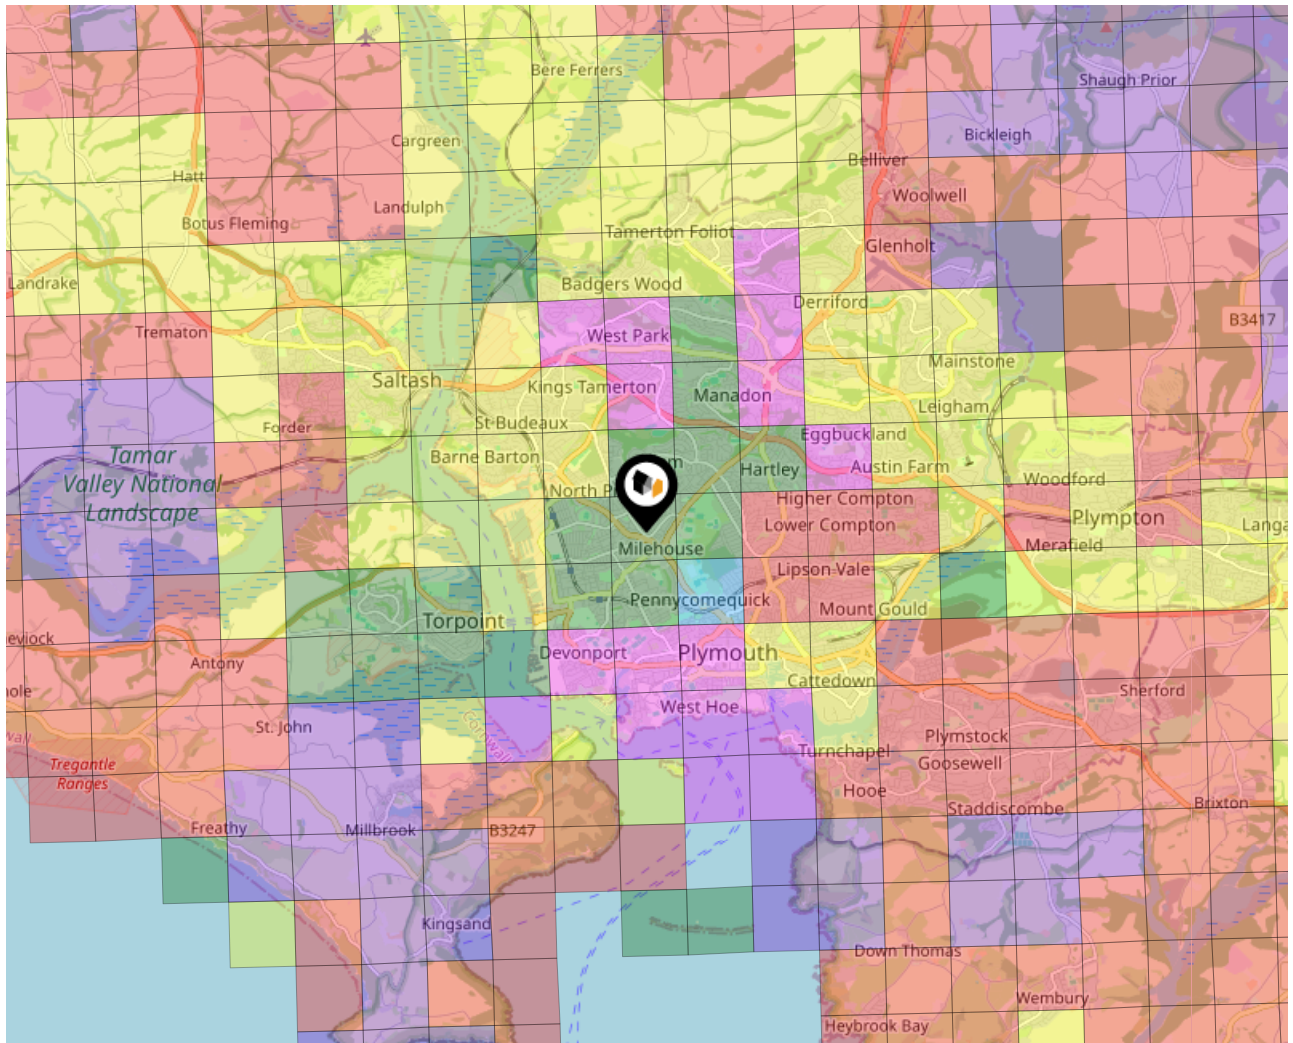 Bere Ferrers
Shaugh Prior
Cargreen
Bickleigh
Belliver
Hatt
Woolwell
Landulph
Botus Fleming
Tamerton Foliot
Glenholt
Landrake
Badgers Wood
Derriford
Trematon
West Park
B3417
Mainstone
Saltash
Kings Tamerton
Manadon
Leigham
St Budeaux
Forder
Eggbuckland
Tamar
Valley National
Landscape
Barne Barton
Hartley
Austin Farm
Woodford
North P
Higher Compton
Lower Compton
Plympton
Langa
Milehouse
Merafield
Lipson Vale
Pennycomequick
Mount Gould
Torpoint
eviock
Devonport
Plymouth
Antony
Cattedown
Sherford
St. John
West Hoe
Cornwall
Plymstock
Turnchapel
Goosewell
Tregantle
Ranges
Hooe
Staddiscombe
Brixton
Freathy
Millbrook
B3247
Kingsand
Down Thomas
Wembury
Heybrook Bay